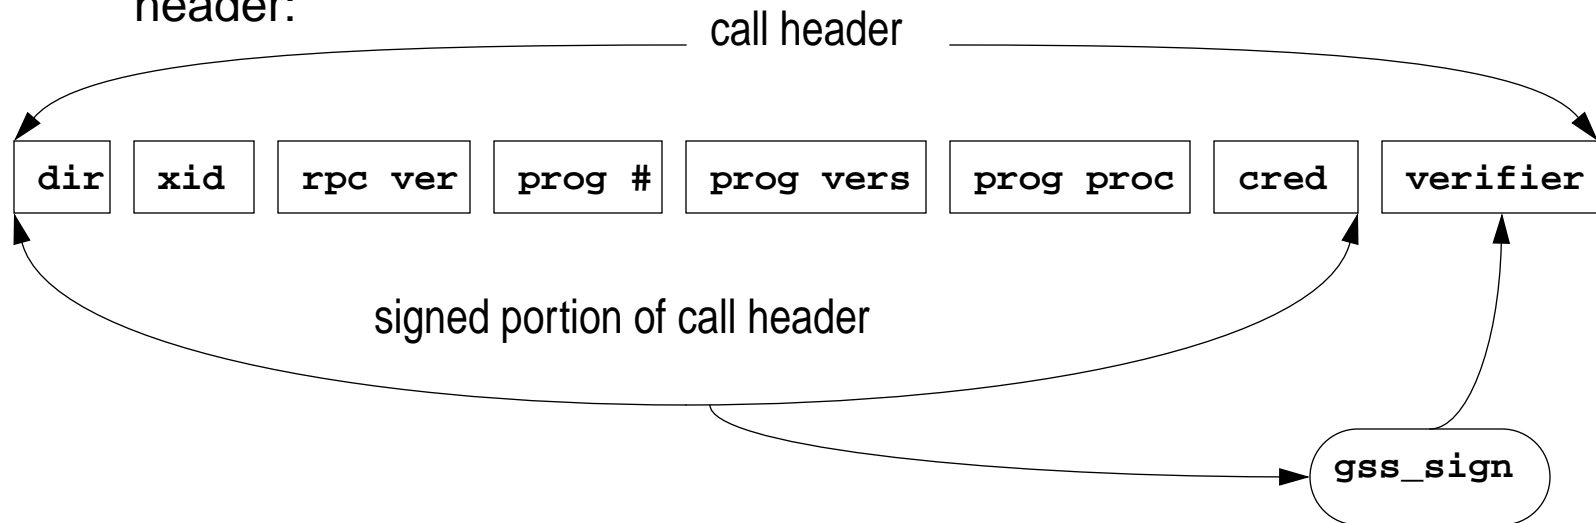 header:
call header
dir xid rpc ver prog # prog vers prog proc cred verifier
signed portion of call header
gss_sign